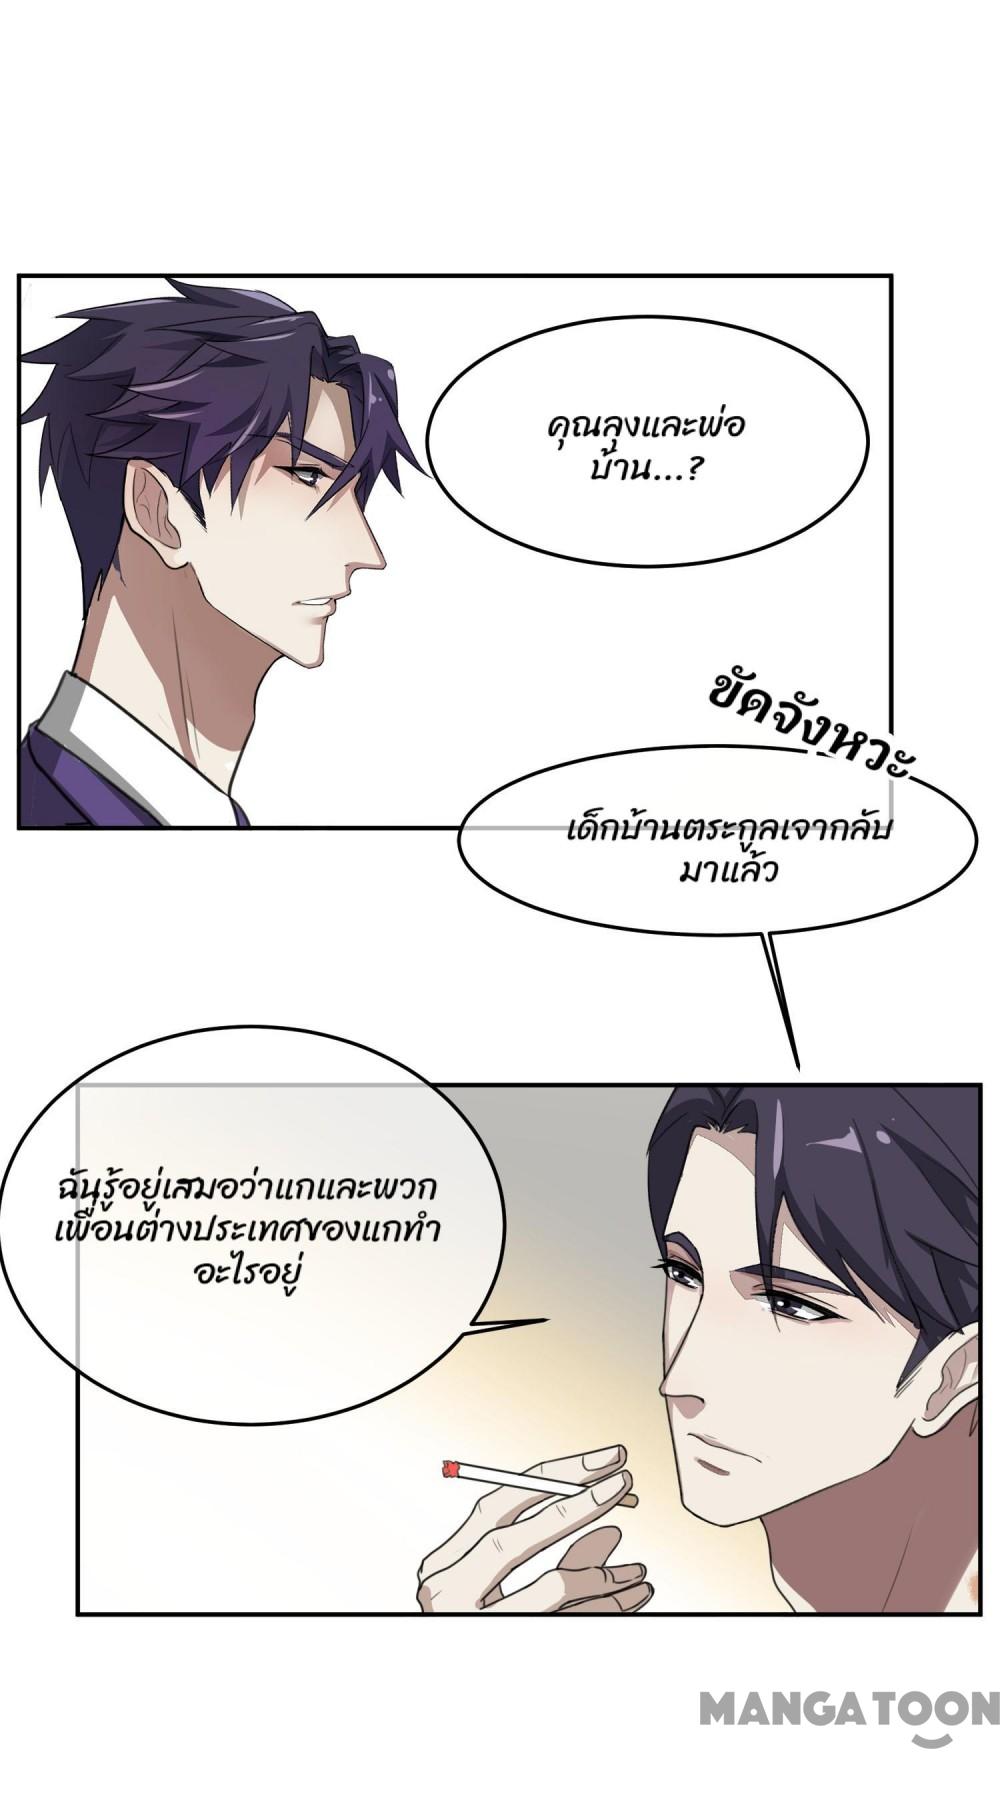 คุณลุงและพ่อ
บ้าน...?
ขัดจังหวะ
เด็กบ้านตระกูลเจากลับ
มาแล้ว
ฉันรู้อยู่เสมอว่าแกและพวก
เพื่อนต่างประเทศของแกทำ
อะไรอยู่
MANGATOON